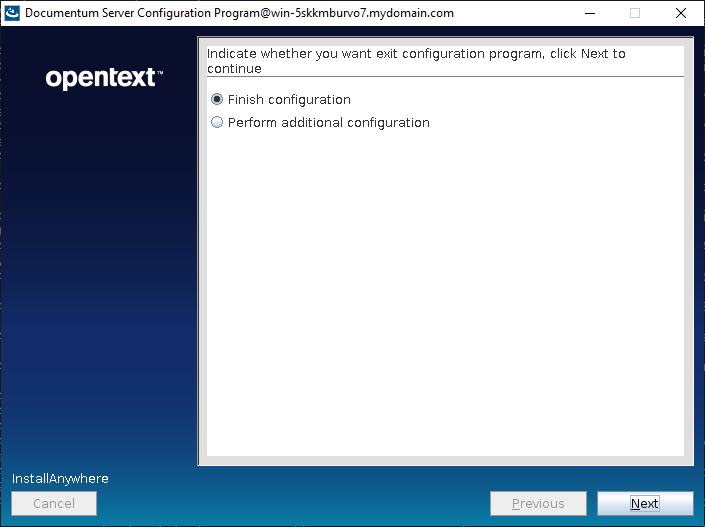 Documentum Server Configuration Program@win-5skkmburvo7.mydomain.com
opentext™
Indicate whether you want exit configuration program, click Next to
continue
Finish configuration
Perform additional configuration
InstallAnywhere
Cancel
Previous
Next